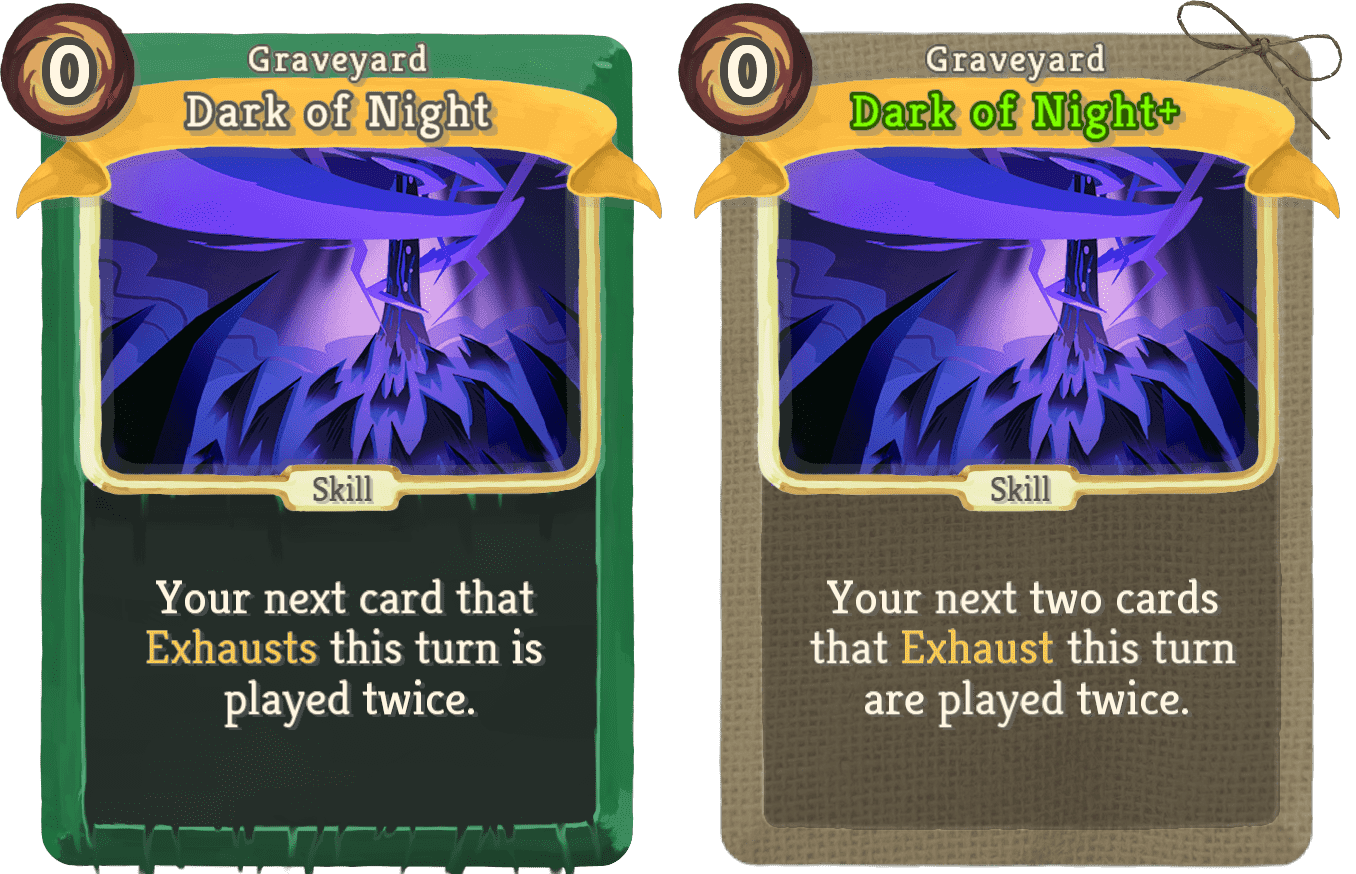 0
Graveyard
Dark of Night
Skill
Your next card that
Exhausts this turn is
played twice.
0
Graveyard
Dark of Night+
Skill
Your next two cards
that Exhaust this turn
are played twice.